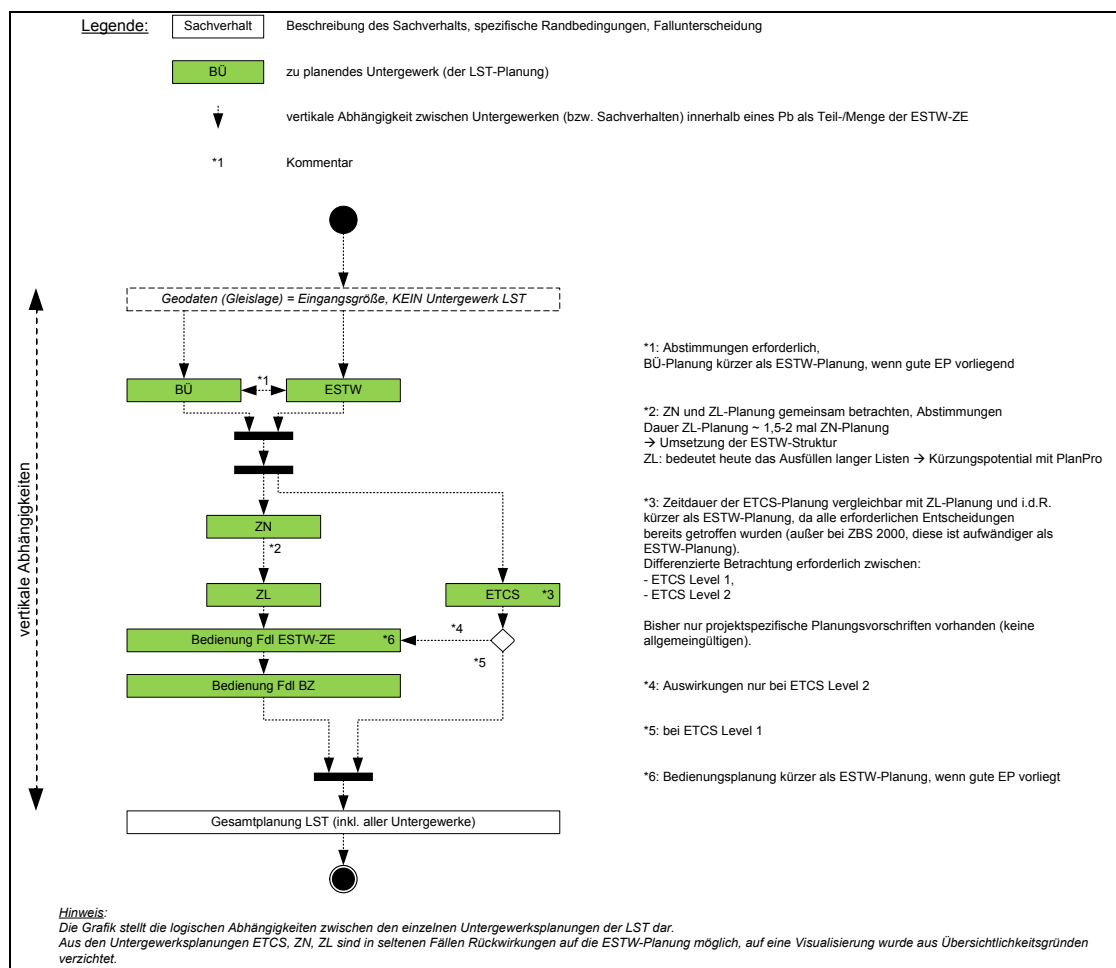 Legende:
Sachverhalt
Beschreibung des Sachverhalts, spezifische Randbedingungen, Fallunterscheidung
BÜ
zu planendes Untergewerk (der LST-Planung)
vertikale Abhängigkeit zwischen Untergewerken (bzw. Sachverhalten) innerhalb eines Pb als Teil-/Menge der ESTW-ZE
*1
Kommentar
vertikale Abhängigkeiten
Geodaten (Gleislage) = Eingangsgröße, KEIN Untergewerk LST
BÜ
*1
ESTW
ZN
*2
ZL
ETCS *3
Bedienung Fdl ESTW-ZE *6
*4
*5
Bedienung Fdl BZ
Gesamtplanung LST (inkl. aller Untergewerke)
*1: Abstimmungen erforderlich,
BÜ-Planung kürzer als ESTW-Planung, wenn gute EP vorliegend
*2: ZN und ZL-Planung gemeinsam betrachten, Abstimmungen
Dauer ZL-Planung ~ 1,5-2 mal ZN-Planung
→ Umsetzung der ESTW-Struktur
ZL: bedeutet heute das Ausfüllen langer Listen → Kürzungspotential mit PlanPro
*3: Zeitdauer der ETCS-Planung vergleichbar mit ZL-Planung und i.d.R.
kürzer als ESTW-Planung, da alle erforderlichen Entscheidungen
bereits getroffen wurden (außer bei ZBS 2000, diese ist aufwändiger als
ESTW-Planung).
Differenzierte Betrachtung erforderlich zwischen:
- ETCS Level 1,
- ETCS Level 2
Bisher nur projektspezifische Planungsvorschriften vorhanden (keine
allgemeingültigen).
*4: Auswirkungen nur bei ETCS Level 2
*5: bei ETCS Level 1
*6: Bedienungsplanung kürzer als ESTW-Planung, wenn gute EP vorliegt
Hinweis:
Die Grafik stellt die logischen Abhängigkeiten zwischen den einzelnen Untergewerksplanungen der LST dar.
Aus den Untergewerksplanungen ETCS, ZN, ZL sind in seltenen Fällen Rückwirkungen auf die ESTW-Planung möglich, auf eine Visualisierung wurde aus Übersichtlichkeitsgründen
verzichtet.